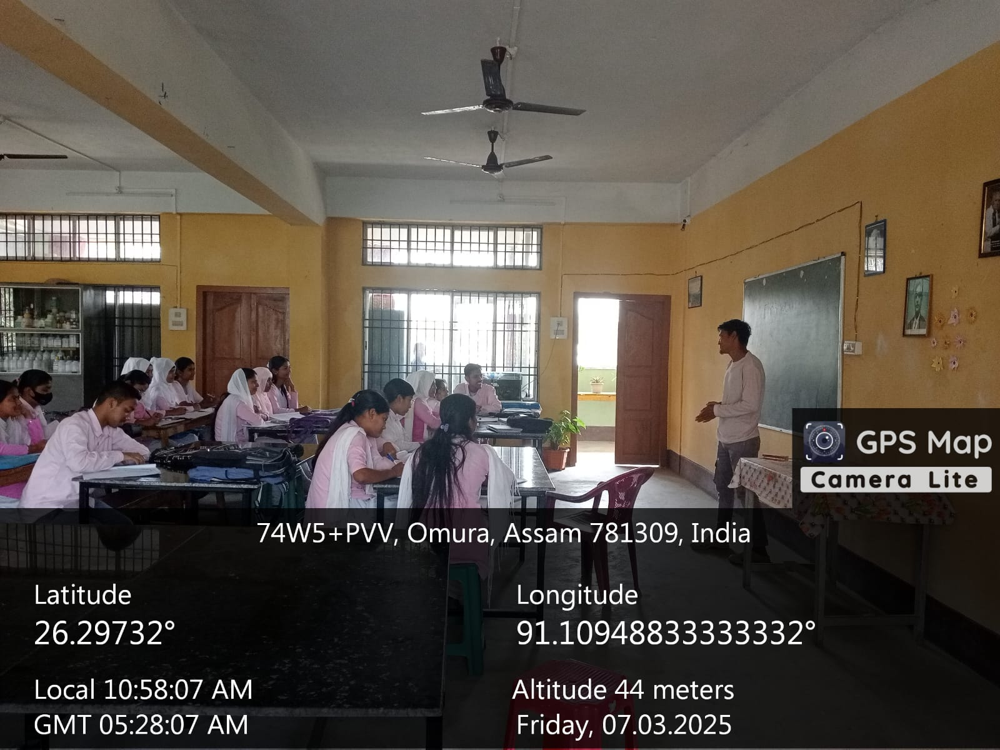 GPS Map
Camera Lite
74W5+PVV, Omura, Assam 781309, India
Latitude
26.29732°
Longitude
91.10948833333332°
Local 10:58:07 AM
GMT 05:28:07 AM
Altitude 44 meters
Friday, 07.03.2025